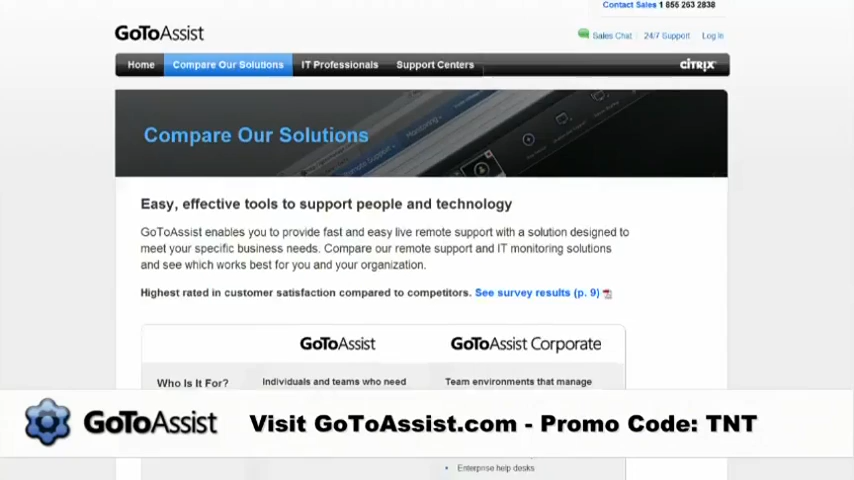 Contact Sales 1 855 263 2838
GoToAssist
Sales Chat 24/7 Support Log In
Home Compare Our Solutions IT Professionals Support Centers CITRIX
Compare Our Solutions
Easy, effective tools to support people and technology
GoToAssist enables you to provide fast and easy live remote support with a solution designed to
meet your specific business needs. Compare our remote support and IT monitoring solutions
and see which works best for you and your organization.
Highest rated in customer satisfaction compared to competitors. See survey results (p. 9)
GoToAssist GoToAssist Corporate
Who Is It For? Individuals and teams who need Team environments that manage
GoToAssist Visit GoToAssist.com - Promo Code: TNT
• Enterprise help desks